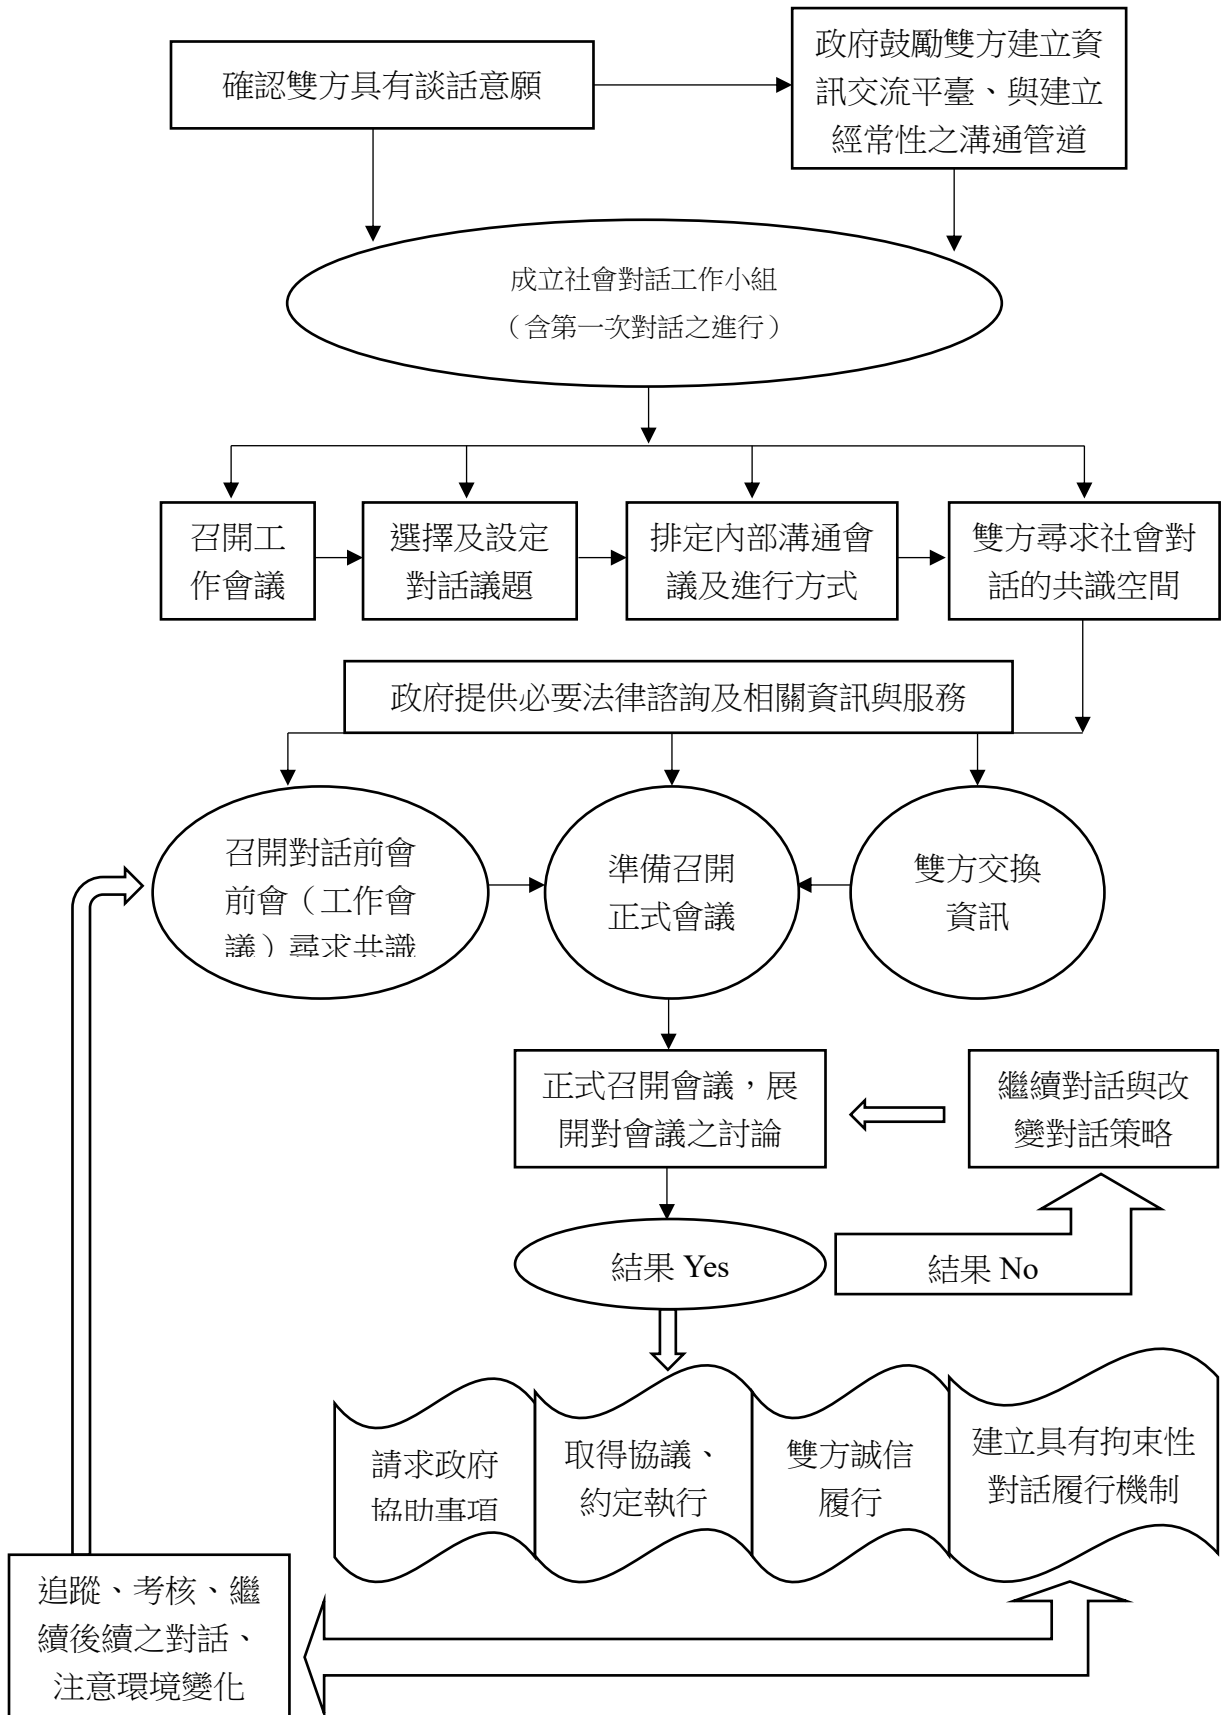 確認雙方具有談話意願
政府鼓勵雙方建立資
訊交流平臺、與建立
經常性之溝通管道
成立社會對話工作小組
（含第一次對話之進行）
召開工
作會議
選擇及設定
對話議題
排定內部溝通會
議及進行方式
雙方尋求社會對
話的共識空間
政府提供必要法律諮詢及相關資訊與服務
召開對話前會
前會（工作會
議）尋求共識
準備召開
正式會議
雙方交換
資訊
正式召開會議，展
開對會議之討論
繼續對話與改
變對話策略
結果 Yes
結果 No
請求政府
協助事項
取得協議、
約定執行
雙方誠信
履行
建立具有拘束性
對話履行機制
追蹤、考核、繼
續後續之對話、
注意環境變化